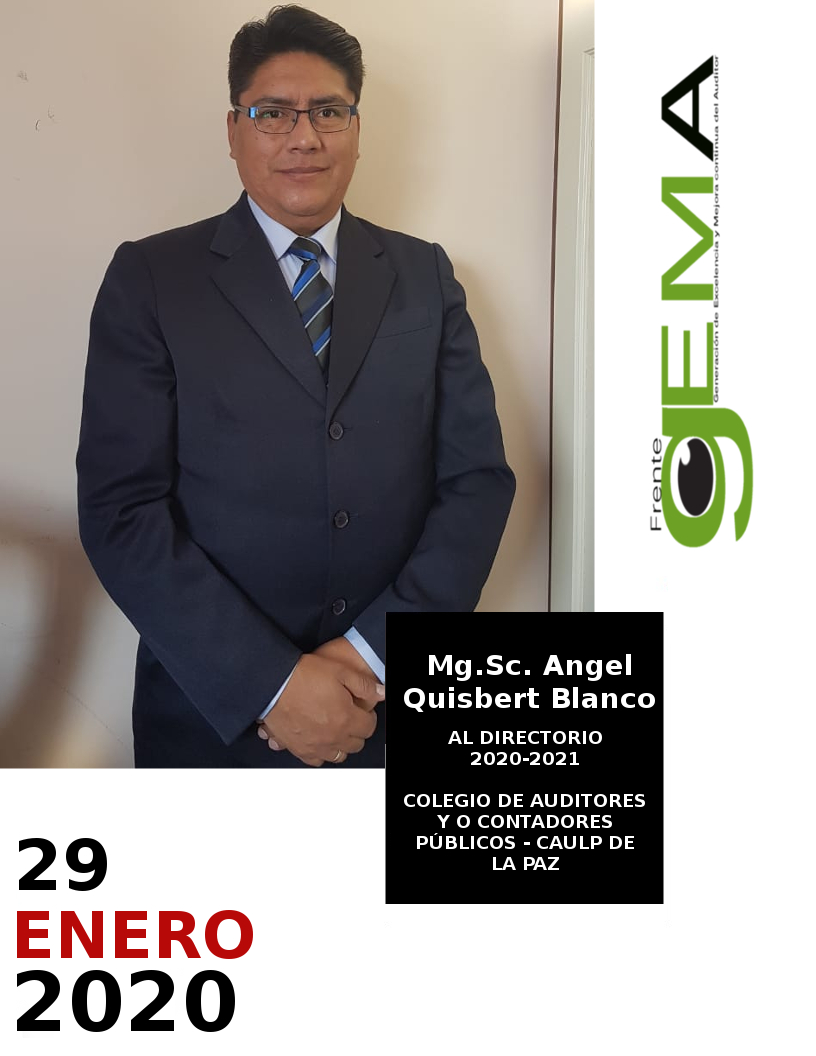 Frente
gEMA
Generación de Excelencia y Mejora continua del Auditor
Mg.Sc. Angel
Quisbert Blanco
AL DIRECTORIO
2020-2021
COLEGIO DE AUDITORES
Y O CONTADORES
PÚBLICOS - CAULP DE
LA PAZ
29
ENERO
2020